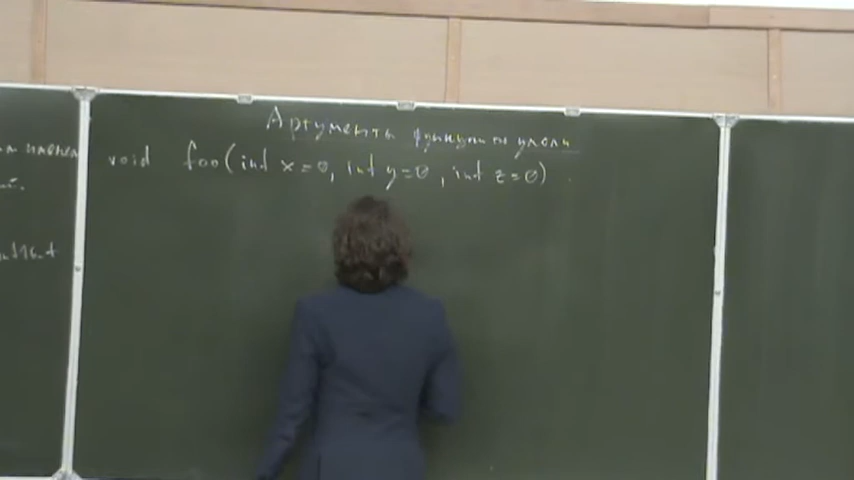 Аргументы функции по умолч.
void foo(int x=0, int y=0, int z=0)